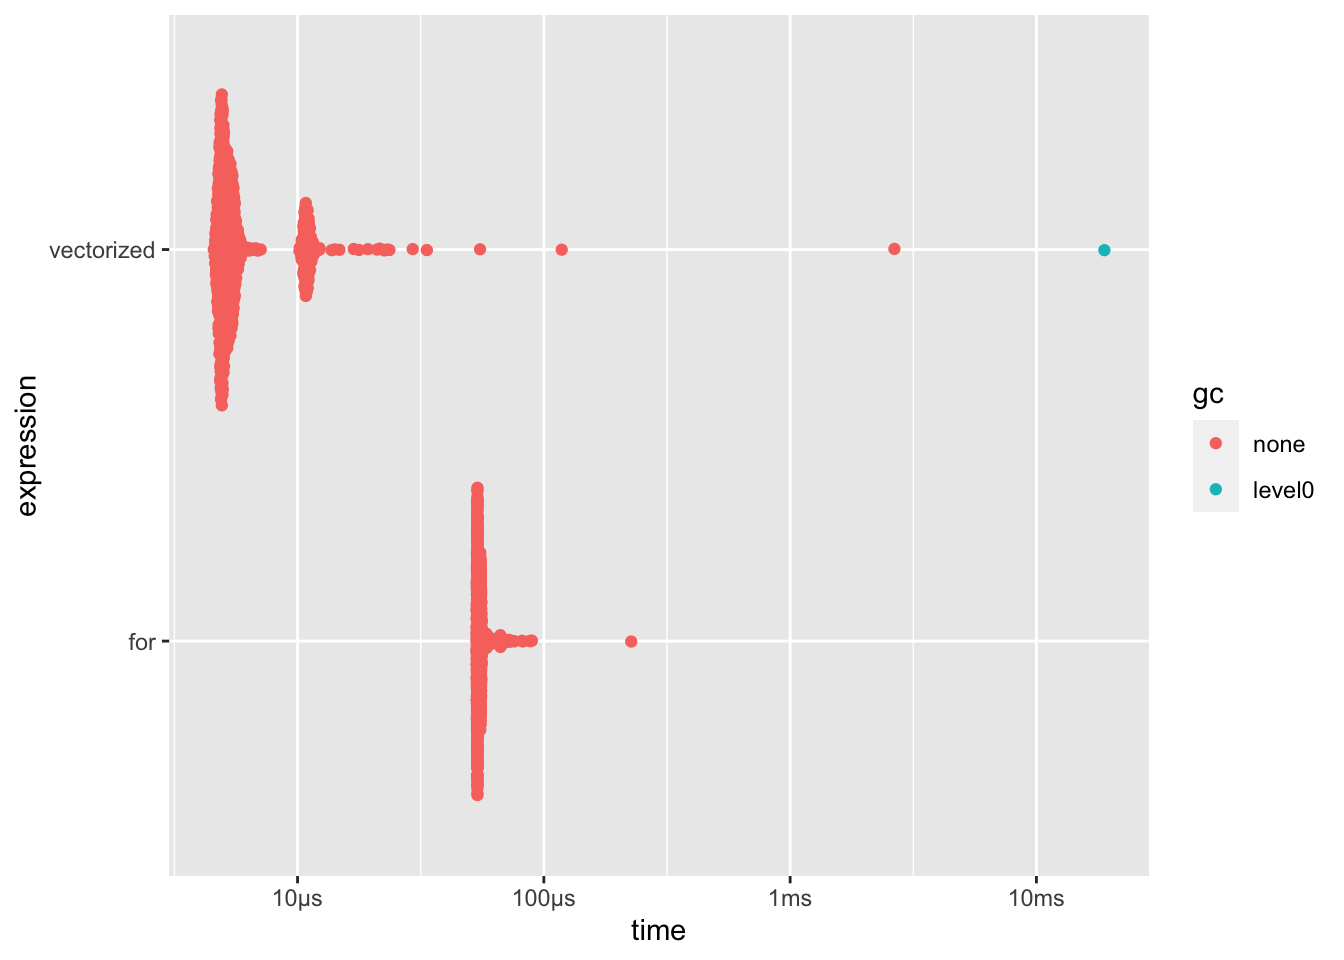 vectorized
for
expression
10µs
100µs
1ms
10ms
time
gc
none
level0